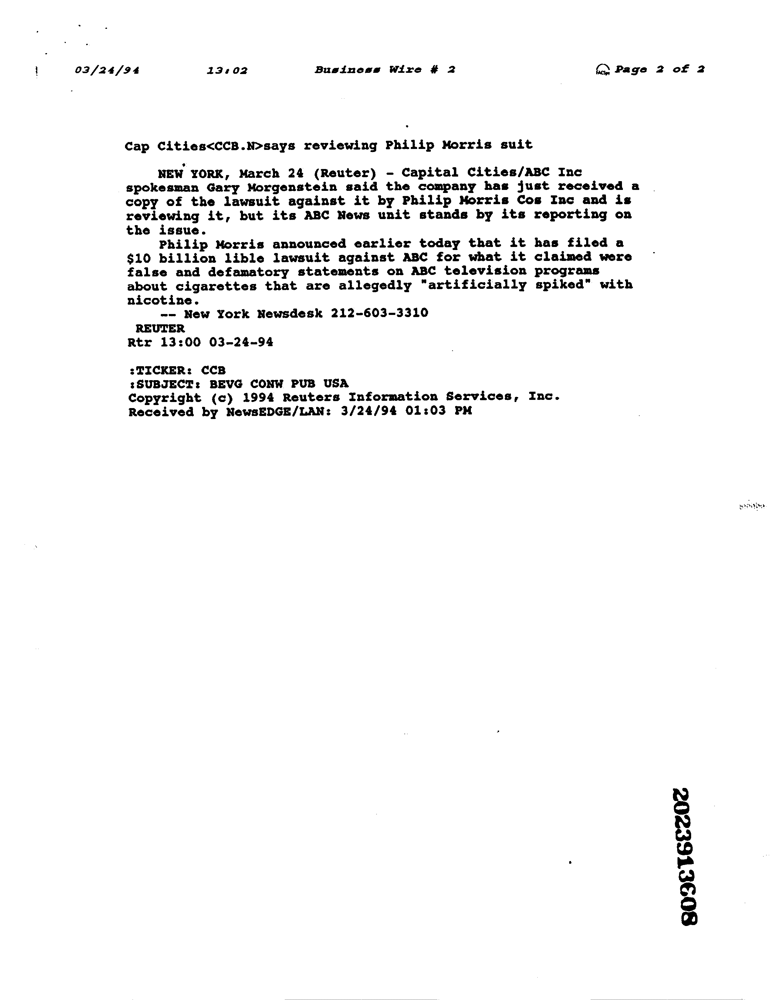 03/24/94 13:02 Business Wire # 2 Page 2 of 2
Cap Cities<CCB.N>says reviewing Philip Morris suit
NEW YORK, March 24 (Reuter) - Capital Cities/ABC Inc
spokesman Gary Morgenstein said the company has just received a
copy of the lawsuit against it by Philip Morris Cos Inc and is
reviewing it, but its ABC News unit stands by its reporting on
the issue.
Philip Morris announced earlier today that it has filed a
$10 billion lible lawsuit against ABC for what it claimed were
false and defamatory statements on ABC television programs
about cigarettes that are allegedly "artificially spiked" with
nicotine.
-- New York Newsdesk 212-603-3310
REUTER
Rtr 13:00 03-24-94
:TICKER: CCB
:SUBJECT: BEVG CONW PUB USA
Copyright (c) 1994 Reuters Information Services, Inc.
Received by NewsEDGE/LAN: 3/24/94 01:03 PM
2023913608